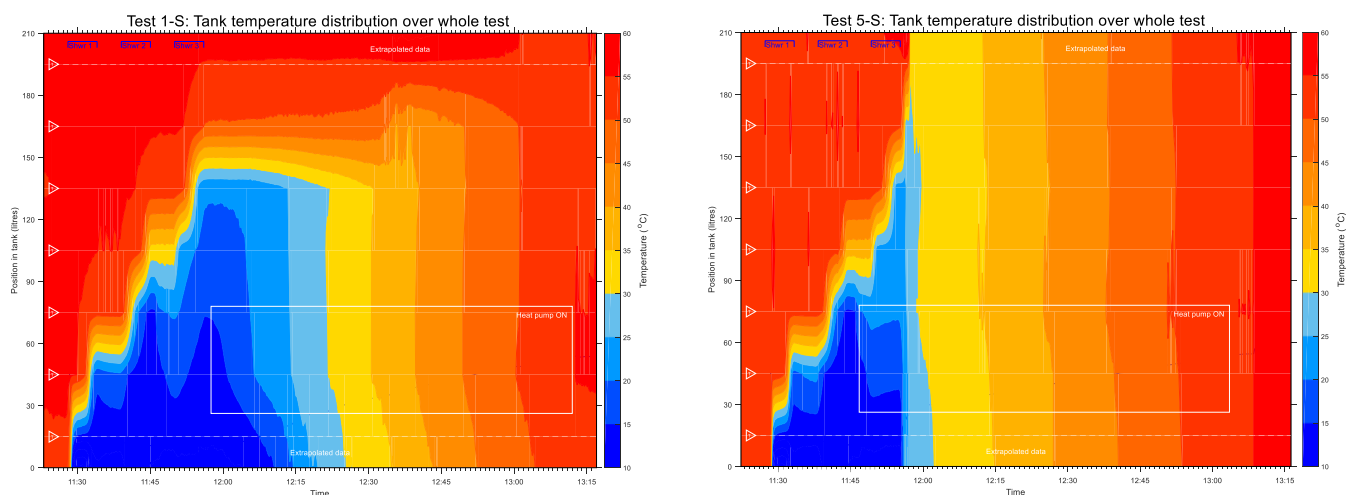 Test 1-S: Tank temperature distribution over whole test
Shwr 1 Shwr 2 Shwr 3
Extrapolated data
Heat pump ON
Extrapolated data
210
180
150
120
90
60
30
0
Position in tank (litres)
11:30 11:45 12:00 12:15 12:30 12:45 13:00 13:15
Time
60
55
50
45
40
35
30
25
20
15
10
Temperature (°C)
Test 5-S: Tank temperature distribution over whole test
Shwr 1 Shwr 2 Shwr 3
Extrapolated data
Heat pump ON
Extrapolated data
210
180
150
120
90
60
30
0
Position in tank (litres)
11:30 11:45 12:00 12:15 12:30 12:45 13:00 13:15
Time
60
55
50
45
40
35
30
25
20
15
10
Temperature (°C)